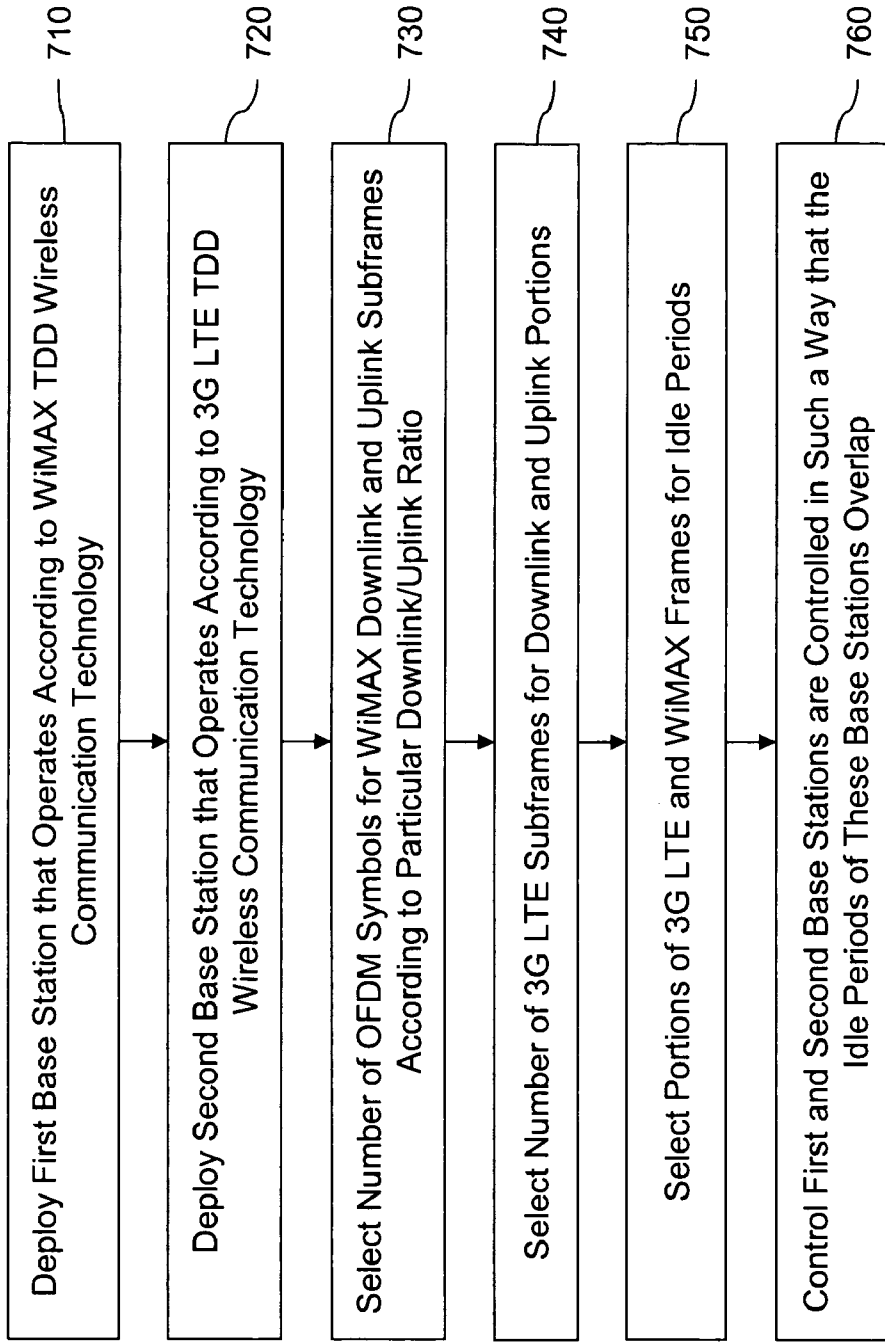 Deploy First Base Station that Operates According to WiMAX TDD Wireless
Communication Technology
710
Deploy Second Base Station that Operates According to 3G LTE TDD
Wireless Communication Technology
720
Select Number of OFDM Symbols for WiMAX Downlink and Uplink Subframes
According to Particular Downlink/Uplink Ratio
730
Select Number of 3G LTE Subframes for Downlink and Uplink Portions
740
Select Portions of 3G LTE and WiMAX Frames for Idle Periods
750
Control First and Second Base Stations are Controlled in Such a Way that the
Idle Periods of These Base Stations Overlap
760